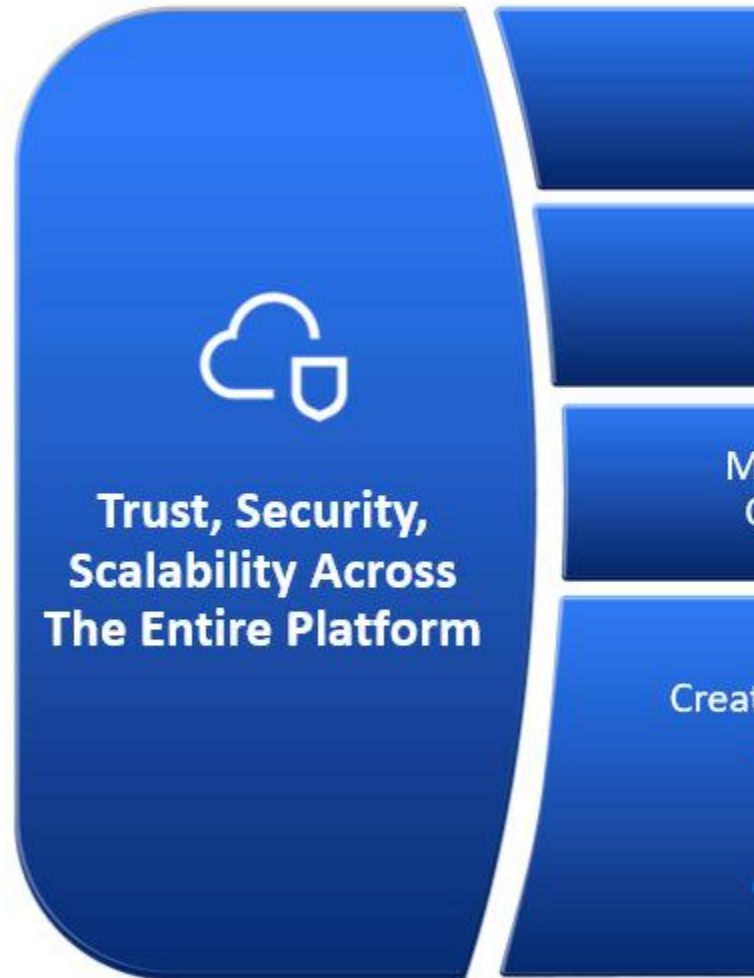 Trust, Security,
Scalability Across
The Entire Platform